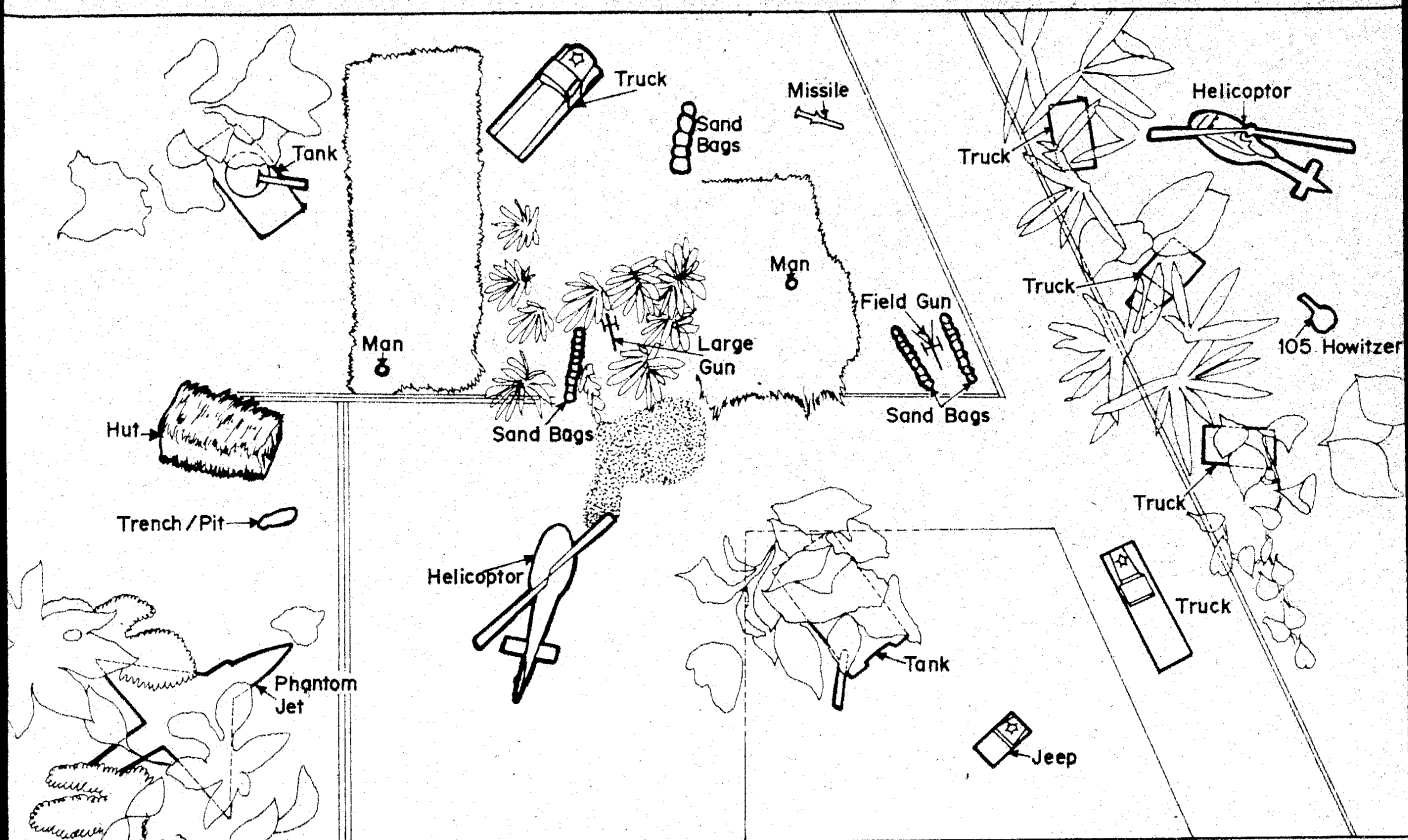 Truck
Missile
Helicoptor
Sand
Bags
Tank
Truck
Man
Truck
Field Gun
Man
Large
Gun
105 Howitzer
Hut
Sand Bags
Sand Bags
Trench/Pit
Truck
Helicoptor
Truck
Tank
Phantom
Jet
Jeep